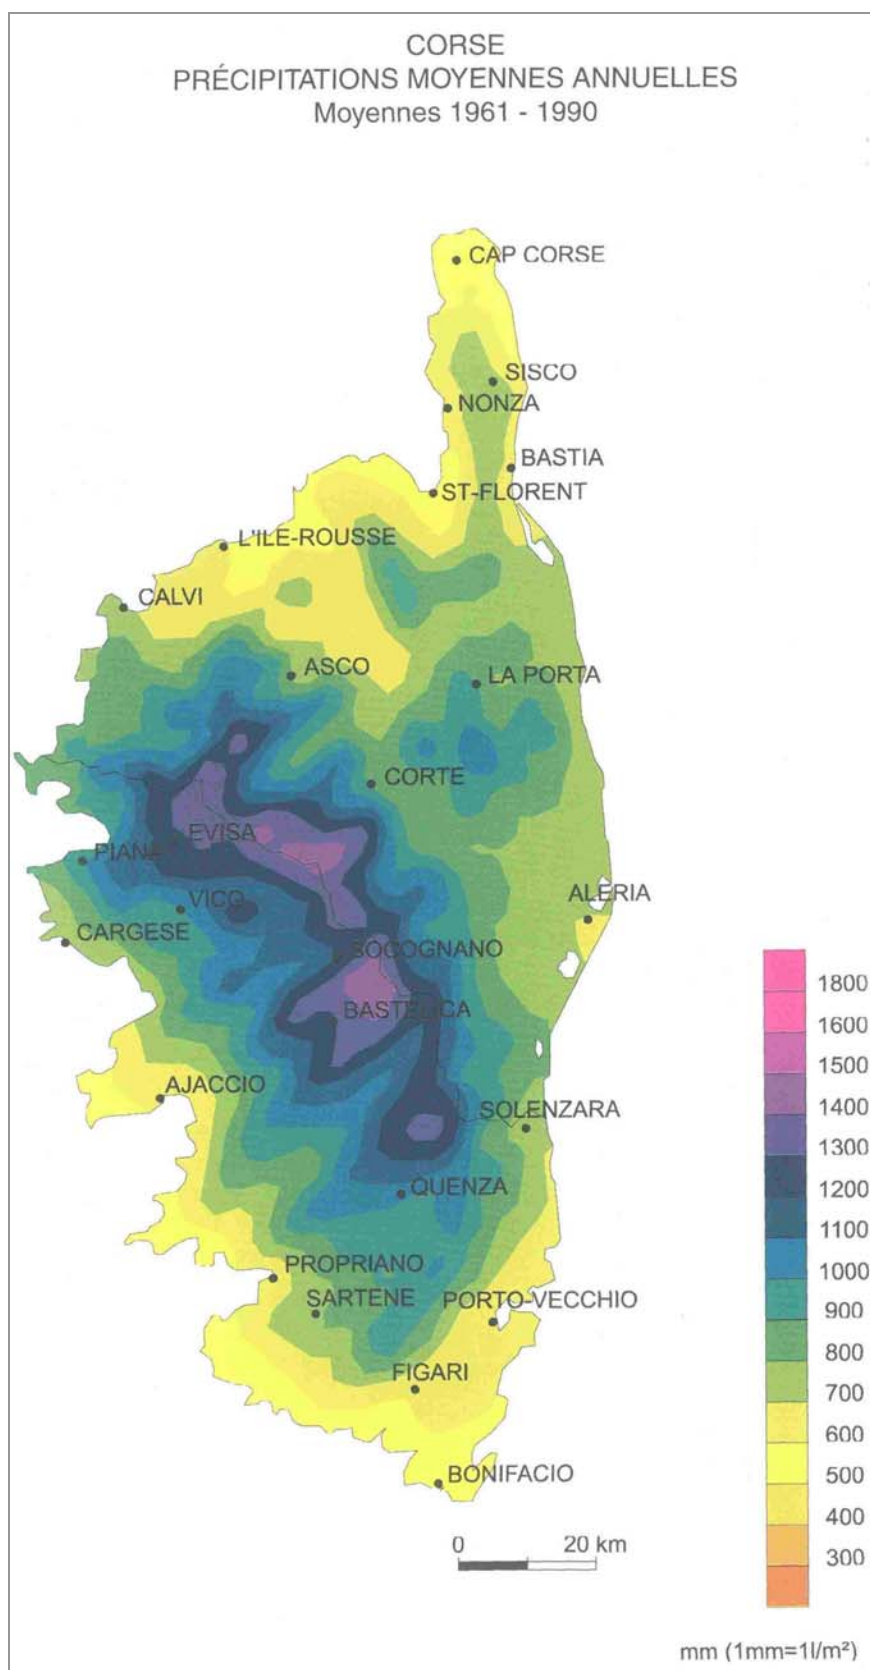 CORSE
PRÉCIPITATIONS MOYENNES ANNUELLES
Moyennes 1961 - 1990
CAP CORSE
SISCO
NONZA
BASTIA
ST-FLORENT
L'ILE-ROUSSE
CALVI
ASCO
LA PORTA
CORTE
EVISA
PIANA
VICO
ALERIA
CARGESE
BOCOGNANO
BASTELICA
AJACCIO
SOLENZARA
QUENZA
PROPRIANO
SARTENE
PORTO-VECCHIO
FIGARI
BONIFACIO
1800
1600
1500
1400
1300
1200
1100
1000
900
800
700
600
500
400
300
0 20 km
mm (1mm=1l/m²)